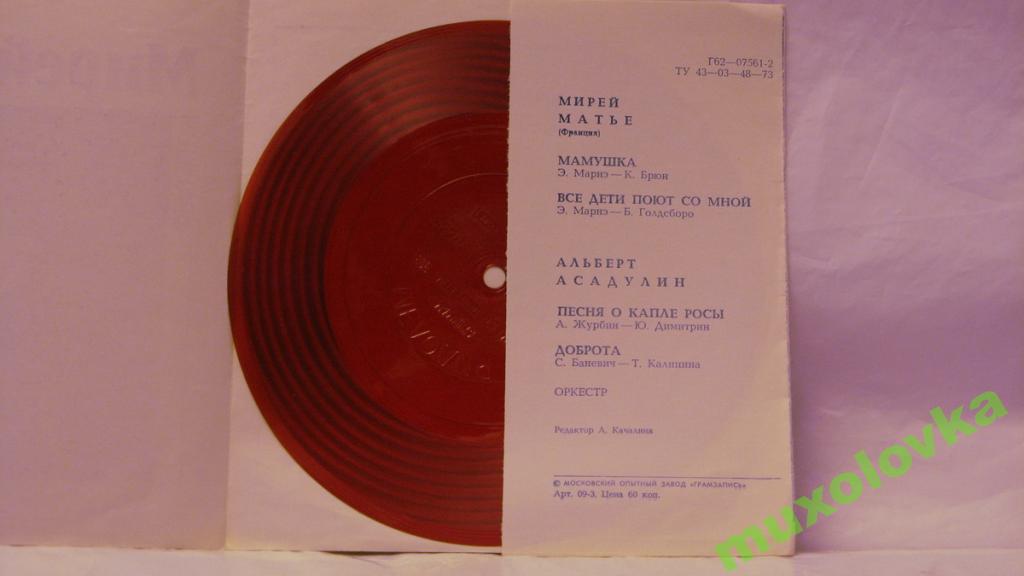 Г62—07561-2
ТУ 43—03—48—73
МИРЕЙ
МАТЬЕ
(Франция)
МАМУШКА
Э. Марнэ — К. Брюн
ВСЕ ДЕТИ ПОЮТ СО МНОЙ
Э. Марнэ — Б. Голдсборо
АЛЬБЕРТ
АСАДУЛИН
ПЕСНЯ О КАПЛЕ РОСЫ
А. Журбин — Ю. Димитрин
ДОБРОТА
С. Баневич — Т. Калинина
ОРКЕСТР
Редактор А. Качалина
© МОСКОВСКИЙ ОПЫТНЫЙ ЗАВОД «ГРАМЗАПИСЬ»
Арт. 09-3. Цена 60 коп.
muxolovka